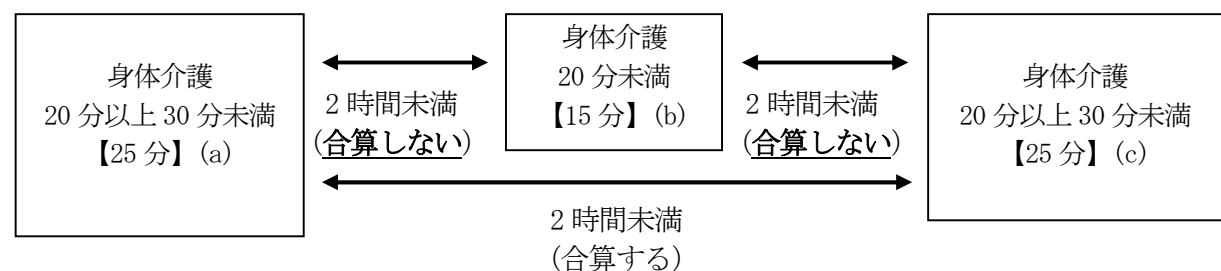 身体介護
20分以上30分未満
【25分】(a)
2時間未満
(合算しない)
身体介護
20分未満
【15分】(b)
2時間未満
(合算しない)
身体介護
20分以上30分未満
【25分】(c)
2時間未満
(合算する)